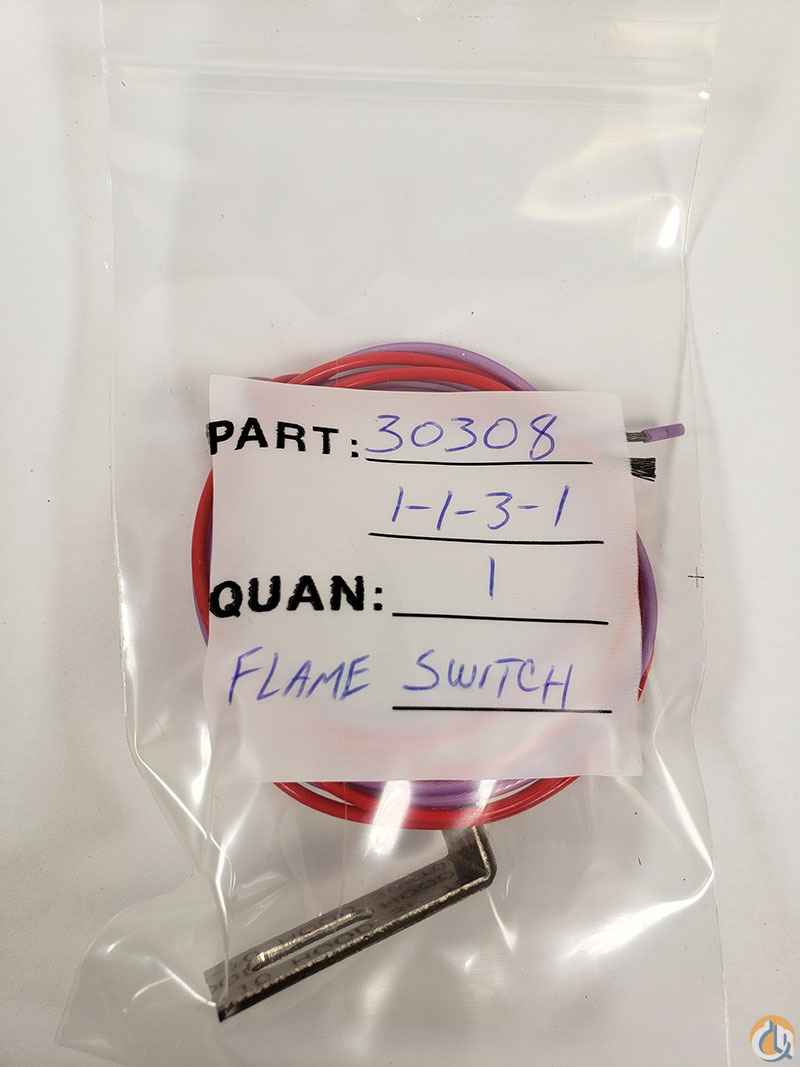 PART: 30308
1-1-3-1
QUAN: 1
FLAME SWITCH